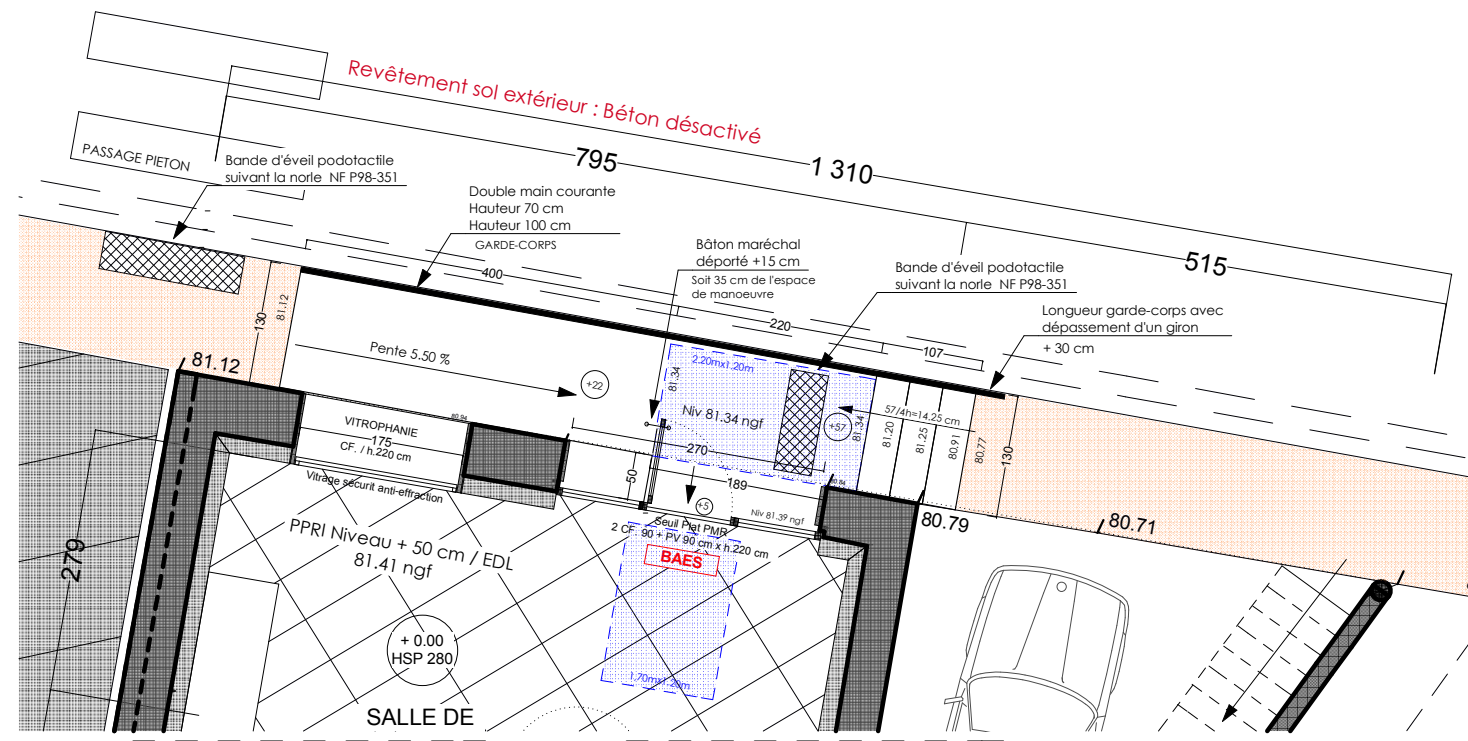 Revêtement sol extérieur : Béton désactivé
795
1 310
515
PASSAGE PIETON
Bande d'éveil podotactile
suivant la norle NF P98-351
Double main courante
Hauteur 70 cm
Hauteur 100 cm
GARDE-CORPS
Bâton maréchal
déporté +15 cm
Soit 35 cm de l'espace
de manoeuvre
Bande d'éveil podotactile
suivant la norle NF P98-351
Longueur garde-corps avec
dépassement d'un giron
+ 30 cm
400
220
107
130
81.12
81.12
Pente 5.50 %
+22
2.20mx1.20m
81.34
Niv 81.34 ngf
+57
81.34
57/4h=14.25 cm
81.20
81.25
80.91
80.77
130
80.94
VITROPHANIE
175
CF. / h.220 cm
Vitrage sécurit anti-effraction
270
50
189
+5
Niv 81.39 ngf
80.84
80.79
80.71
Seuil Plat PMR
2 CF. 90 + PV 90 cm x h.220 cm
BAES
PPRI Niveau + 50 cm / EDL
81.41 ngf
279
+ 0.00
HSP 280
1.70mx1.20m
SALLE DE